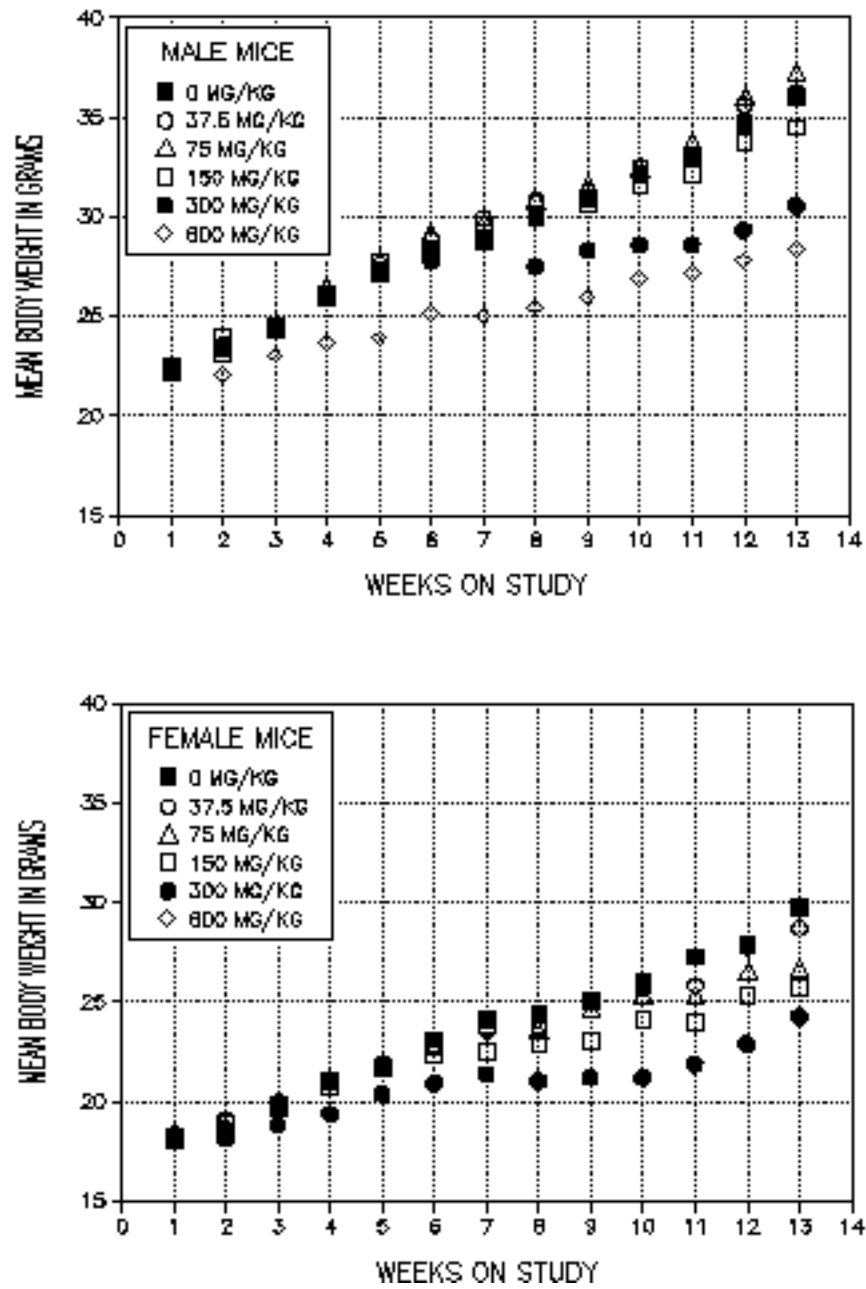 40
MALE MICE
0 MG/KG
37.5 MG/KG
75 MG/KG
150 MG/KG
300 MG/KG
600 MG/KG
35
30
25
20
15
MEAN BODY WEIGHT IN GRAMS
0 1 2 3 4 5 6 7 8 9 10 11 12 13 14
WEEKS ON STUDY
40
FEMALE MICE
0 MG/KG
37.5 MG/KG
75 MG/KG
150 MG/KG
300 MG/KG
600 MG/KG
35
30
25
20
15
MEAN BODY WEIGHT IN GRAMS
0 1 2 3 4 5 6 7 8 9 10 11 12 13 14
WEEKS ON STUDY